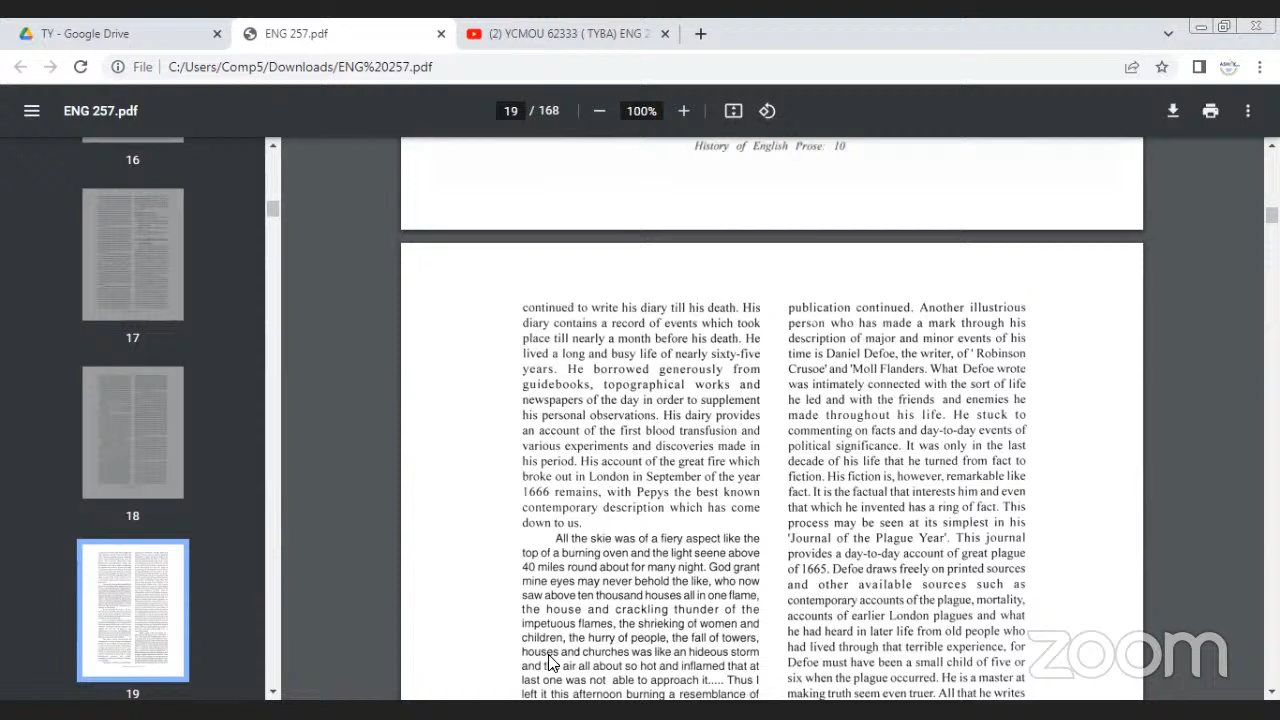 TY - Google Drive
ENG 257.pdf
(2) YCMOU 62333 ( TYBA) ENG 2
File
C:/Users/Comp5/Downloads/ENG%20257.pdf
ENG 257.pdf
19 / 168
100%
16
17
18
19
History of English Prose: 10
continued to write his diary till his death. His
diary contains a record of events which took
place till nearly a month before his death. He
lived a long and busy life of nearly sixty-five
years. He borrowed generously from
guidebooks, topographical works and
newspapers of the day in order to supplement
his personal observations. His dairy provides
an account of the first blood transfusion and
various experiments and discoveries made in
his period. His account of the great fire which
broke out in London in September of the year
1666 remains, with Pepys the best known
contemporary description which has come
down to us.
All the skie was of a fiery aspect like the
top one burning oven and the light seene above
40 miles round about for many night. God grant
mine eyes may never behold the like, who now
saw above ten thousand houses all in one flame,
the house and crackling thunder of the
impetuous flames, the shrieking of women and
children, the hurry of people, the fall of towers,
houses and churches was like an hideous storm
and the air all about so hot and inflamed that at
last one was not able to approach it..... Thus I
left it this afternoon burning a resemblance of
publication continued. Another illustrious
person who has made a mark through his
description of major and minor events of his
time is Daniel Defoe, the writer, of ' Robinson
Crusoe' and 'Moll Flanders. What Defoe wrote
was intimately connected with the sort of life
he led and with the friends and enemies he
made throughout his life. He stuck to
commenting on facts and day-to-day events of
political significance. It was only in the last
decade of his life that he turned from fact to
fiction. His fiction is, however, remarkable like
fact. It is the factual that interests him and even
that which he invented has a ring of fact. This
process may be seen at its simplest in his
'Journal of the Plague Year'. This journal
provides a day-to-day account of great plague
of 1665. Defoe draws freely on printed sources
and other available sources such as
contemporary accounts of the plague, mortality,
accounts of earlier London plagues and what
he had heard in later life from old people who
had lived through that terrible experience, for
Defoe must have been a small child of five or
six when the plague occurred. He is a master at
making truth seem even truer. All that he writes
zoom